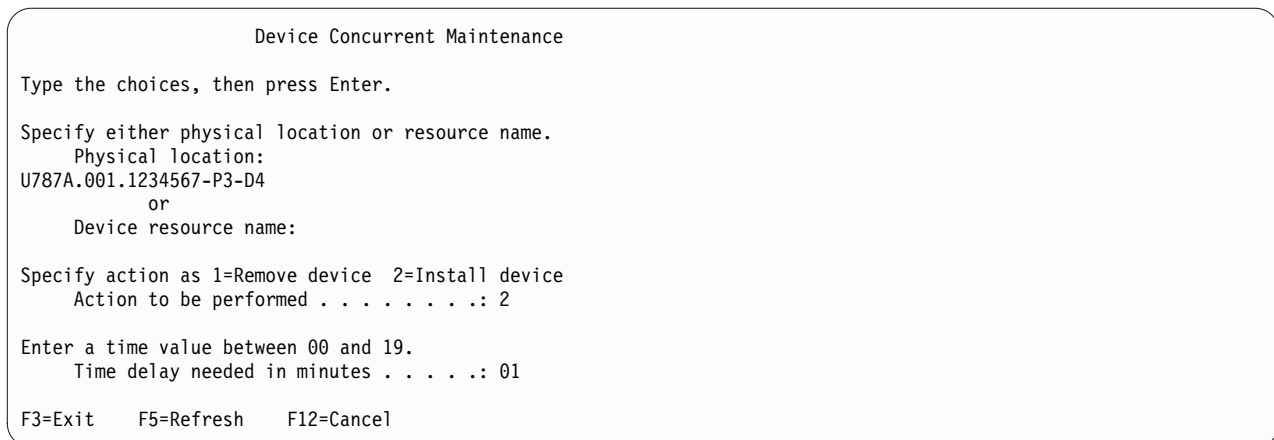 Device Concurrent Maintenance
Type the choices, then press Enter.
Specify either physical location or resource name.
Physical location:
U787A.001.1234567-P3-D4
or
Device resource name:
Specify action as 1=Remove device 2=Install device
Action to be performed . . . . . . . .: 2
Enter a time value between 00 and 19.
Time delay needed in minutes . . . . .: 01
F3=Exit F5=Refresh F12=Cancel